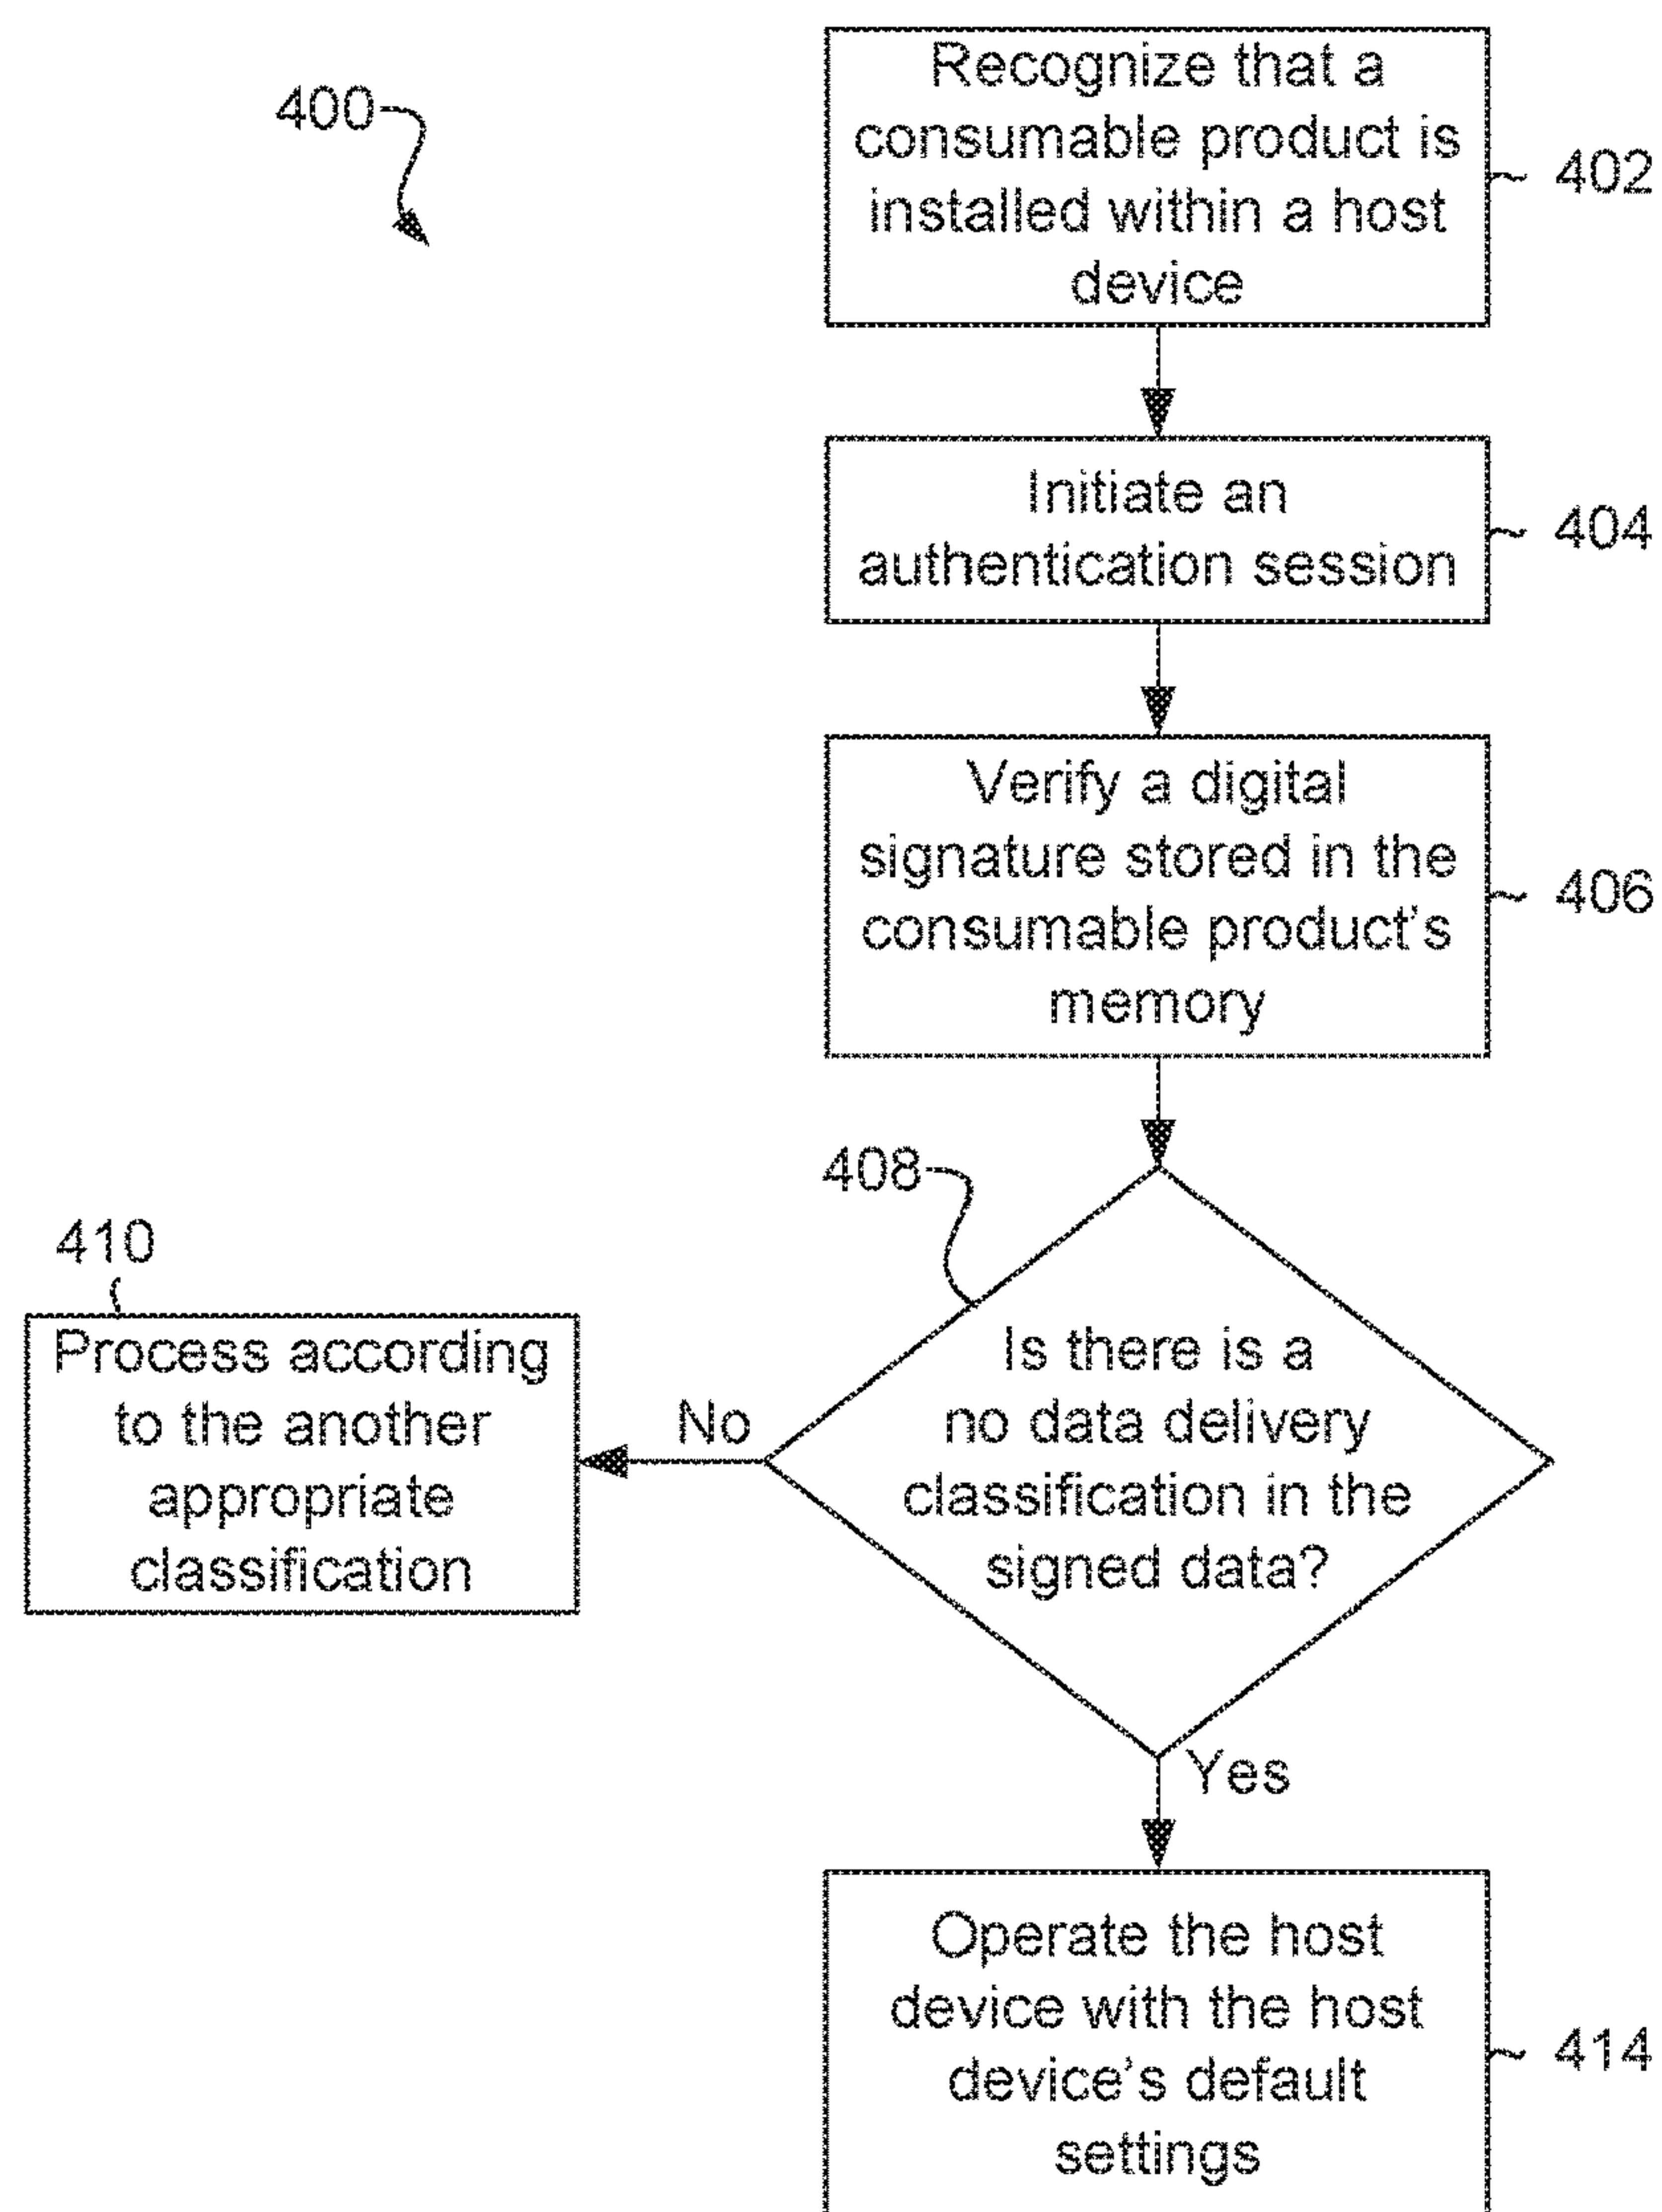 400
Recognize that a
consumable product is
installed within a host
device
402
Initiate an
authentication session
404
Verify a digital
signature stored in the
consumable product's
memory
406
408
Is there is a
no data delivery
classification in the
signed data?
No
410
Process according
to the another
appropriate
classification
Yes
Operate the host
device with the host
device's default
settings
414